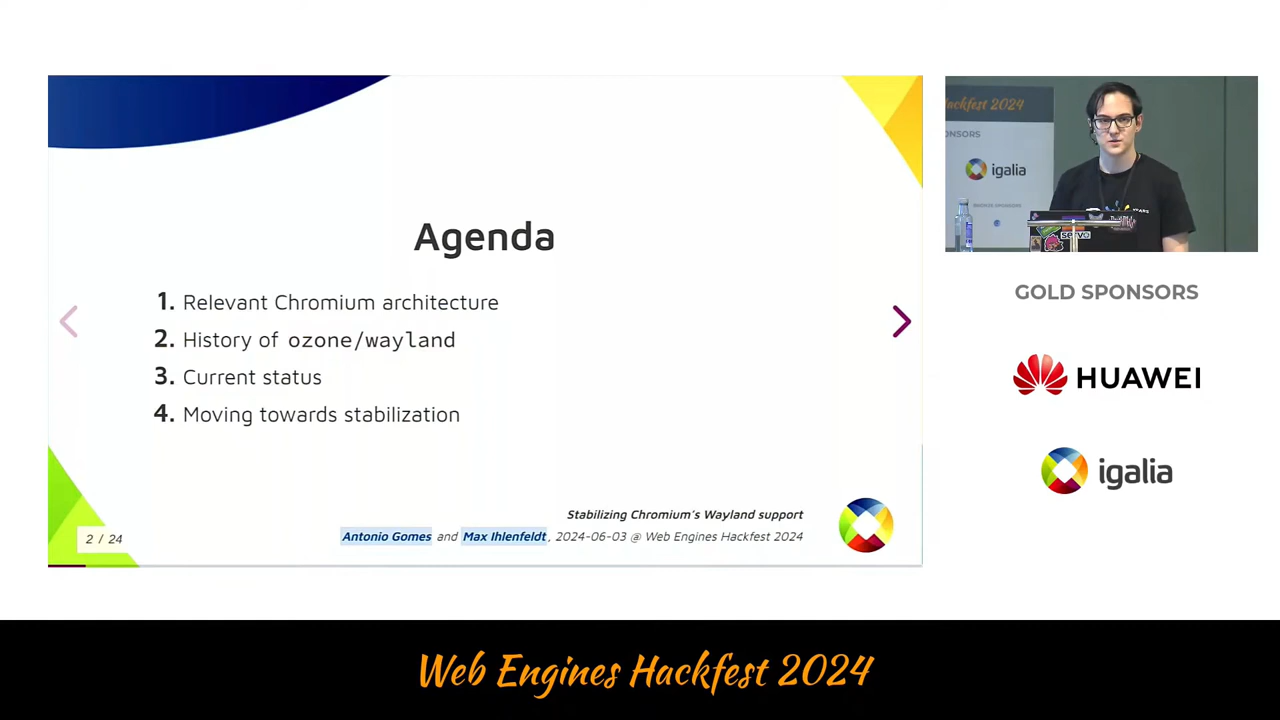 Agenda
1. Relevant Chromium architecture
2. History of ozone/wayland
3. Current status
4. Moving towards stabilization
Stabilizing Chromium's Wayland support
Antonio Gomes and Max Ihlenfeldt, 2024-06-03 @ Web Engines Hackfest 2024
2 / 24
Hackfest 2024
igalia
servo
GOLD SPONSORS
HUAWEI
igalia
Web Engines Hackfest 2024